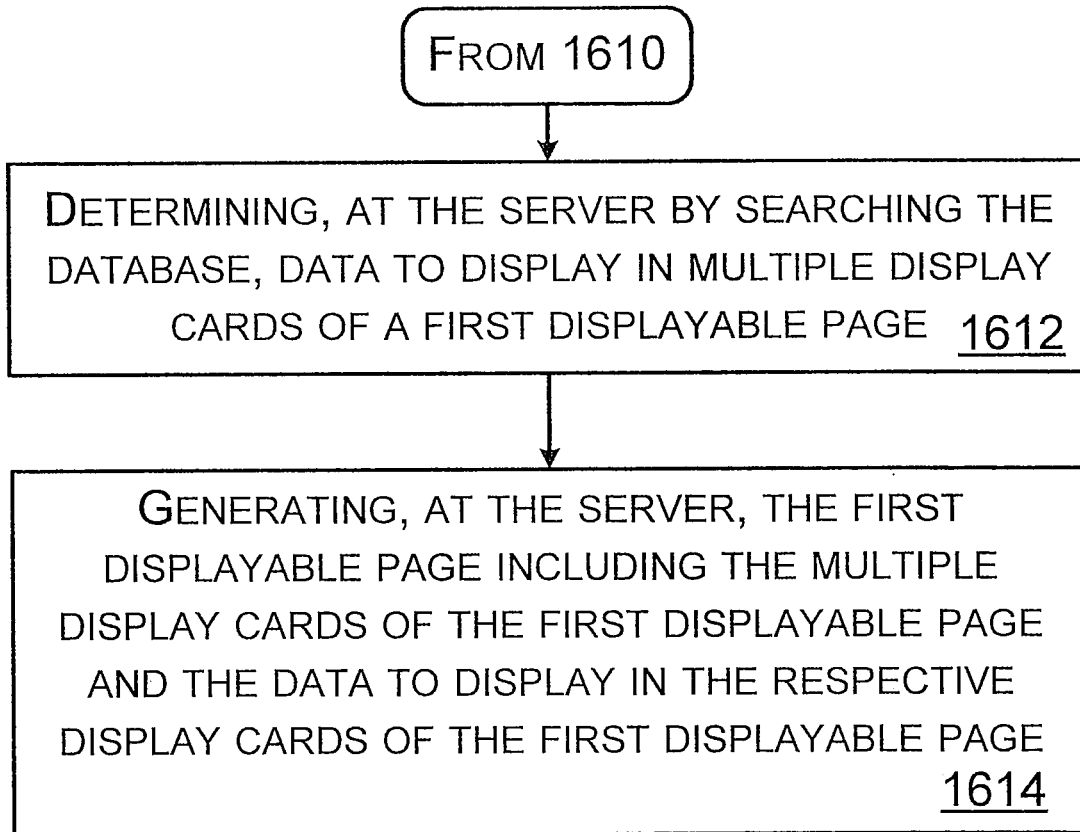 FROM 1610
DETERMINING, AT THE SERVER BY SEARCHING THE
DATABASE, DATA TO DISPLAY IN MULTIPLE DISPLAY
CARDS OF A FIRST DISPLAYABLE PAGE 1612
GENERATING, AT THE SERVER, THE FIRST
DISPLAYABLE PAGE INCLUDING THE MULTIPLE
DISPLAY CARDS OF THE FIRST DISPLAYABLE PAGE
AND THE DATA TO DISPLAY IN THE RESPECTIVE
DISPLAY CARDS OF THE FIRST DISPLAYABLE PAGE
1614